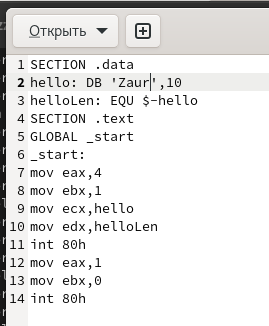 Открыть
1 SECTION .data
2 hello: DB 'Zaur',10
3 helloLen: EQU $-hello
4 SECTION .text
5 GLOBAL _start
6 _start:
7 mov eax,4
8 mov ebx,1
9 mov ecx,hello
10 mov edx,helloLen
11 int 80h
12 mov eax,1
13 mov ebx,0
14 int 80h